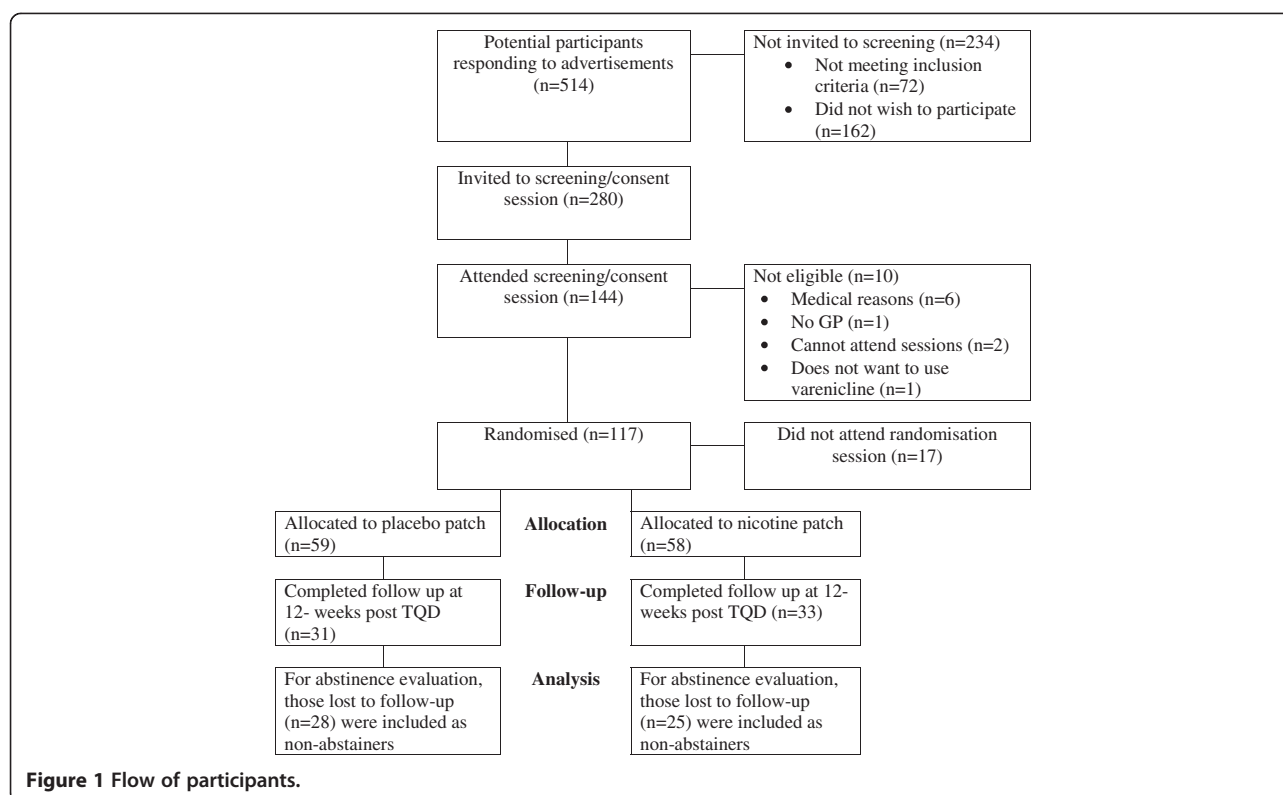 Potential participants
responding to advertisements
(n=514)
Not invited to screening (n=234)
• Not meeting inclusion
criteria (n=72)
• Did not wish to participate
(n=162)
Invited to screening/consent
session (n=280)
Attended screening/consent
session (n=144)
Not eligible (n=10)
• Medical reasons (n=6)
• No GP (n=1)
• Cannot attend sessions (n=2)
• Does not want to use
varenicline (n=1)
Randomised (n=117)
Did not attend randomisation
session (n=17)
Allocated to placebo patch
(n=59)
Allocation
Allocated to nicotine patch
(n=58)
Completed follow up at
12- weeks post TQD
(n=31)
Follow-up
Completed follow up at 12-
weeks post TQD (n=33)
For abstinence evaluation,
those lost to follow-up
(n=28) were included as
non-abstainers
Analysis
For abstinence evaluation,
those lost to follow-up
(n=25) were included as
non-abstainers
Figure 1 Flow of participants.